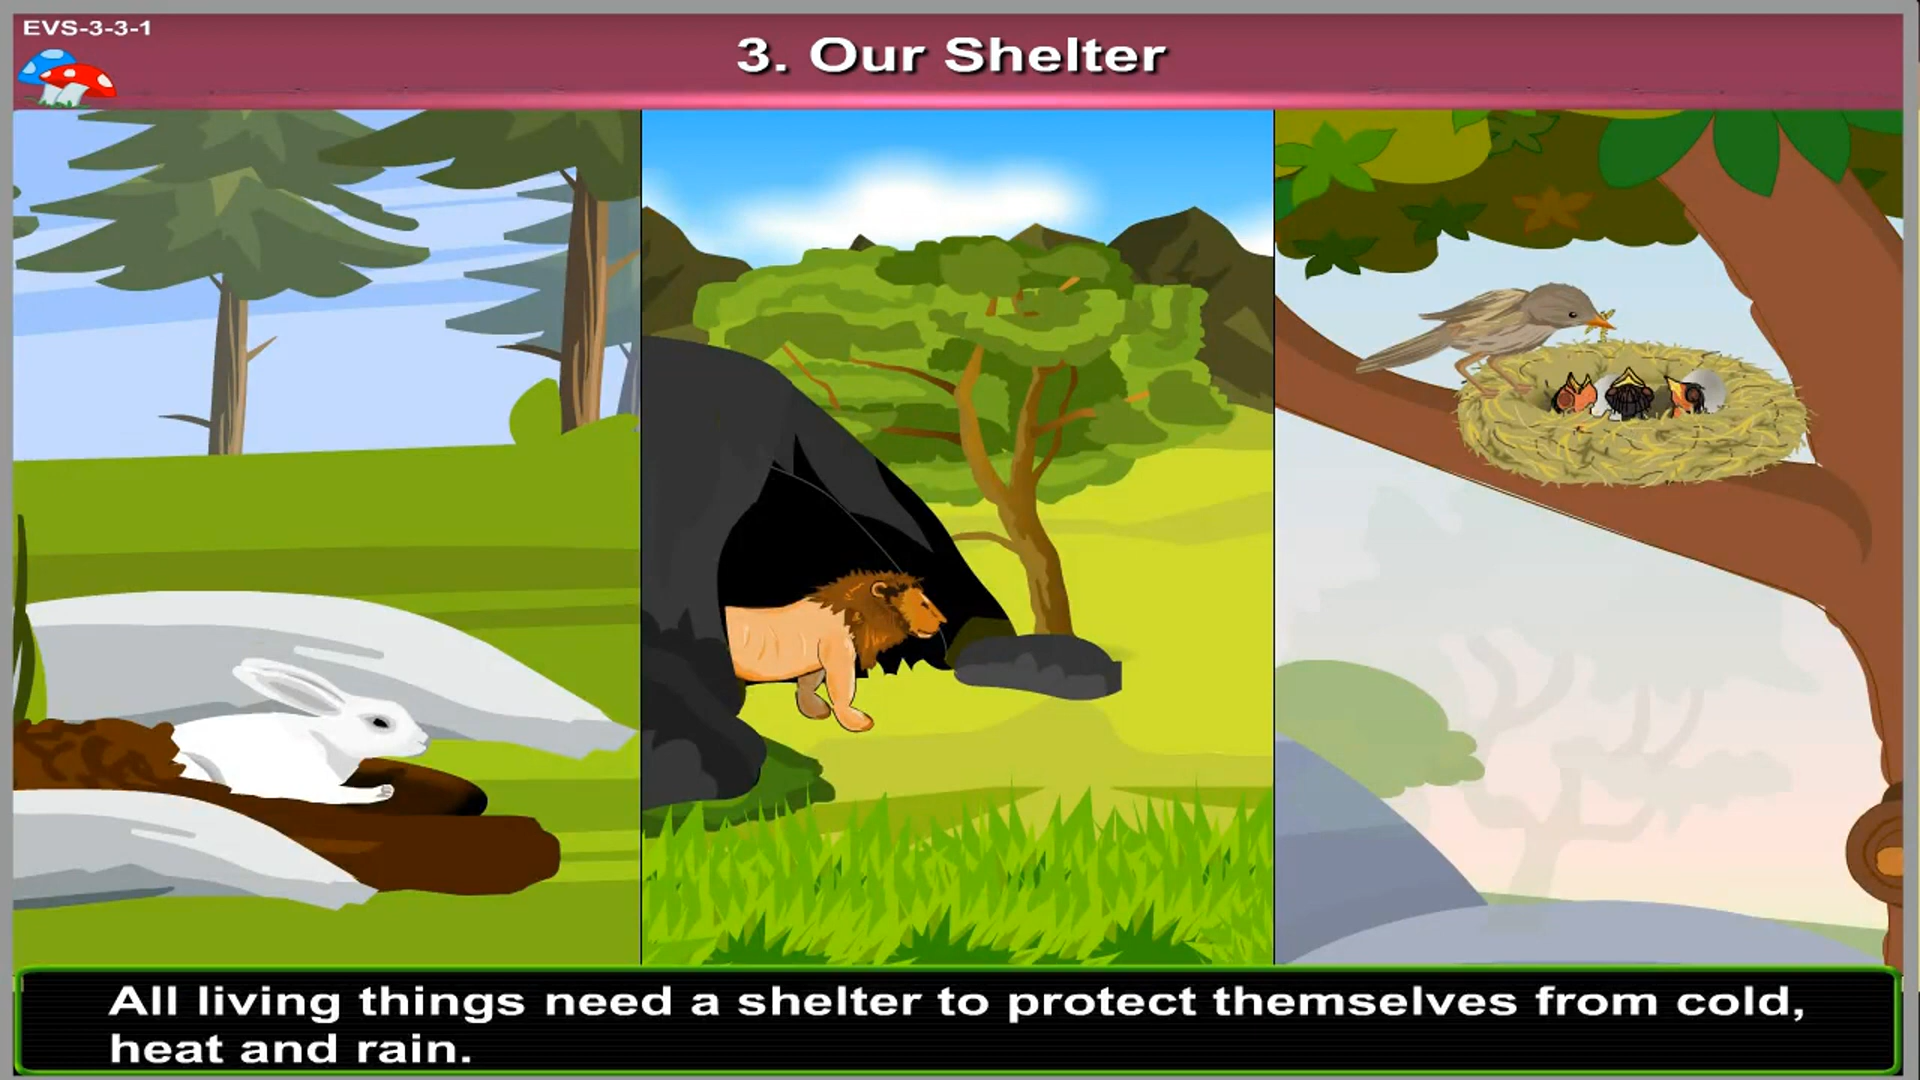 EVS-3-3-1
3. Our Shelter
All living things need a shelter to protect themselves from cold,
heat and rain.